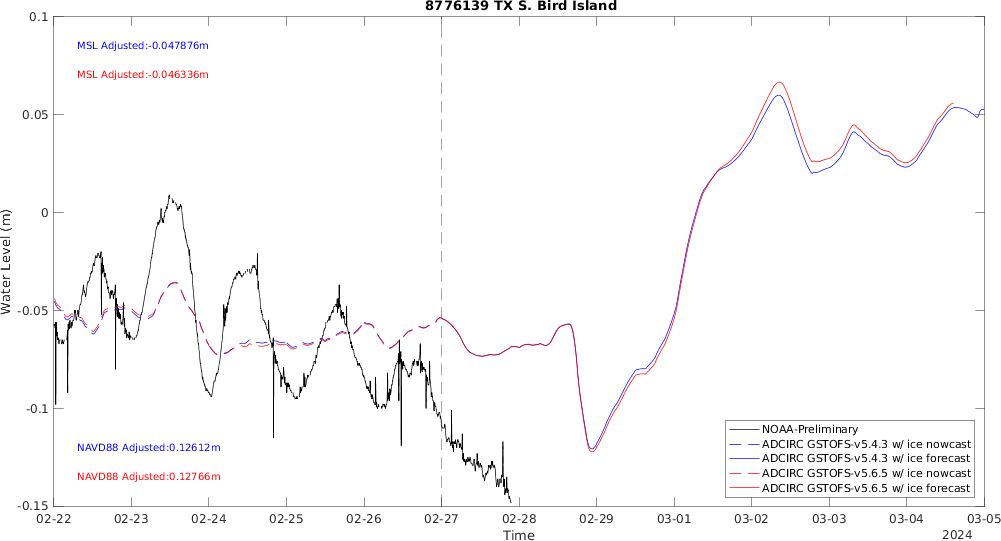 8776139 TX S. Bird Island
0.1
MSL Adjusted:-0.047876m
MSL Adjusted:-0.046336m
0.05
0
Water Level (m)
-0.05
-0.1
NAVD88 Adjusted:0.12612m
NAVD88 Adjusted:0.12766m
NOAA-Preliminary
ADCIRC GSTOFS-v5.4.3 w/ ice nowcast
ADCIRC GSTOFS-v5.4.3 w/ ice forecast
ADCIRC GSTOFS-v5.6.5 w/ ice nowcast
ADCIRC GSTOFS-v5.6.5 w/ ice forecast
-0.15
02-22 02-23 02-24 02-25 02-26 02-27 02-28 02-29 03-01 03-02 03-03 03-04 03-05
Time
2024